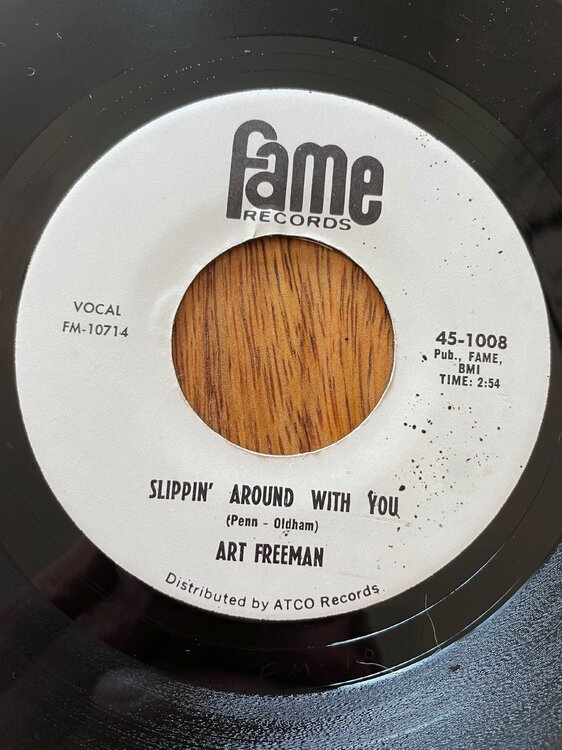 fame
RECORDS
VOCAL
FM-10714
45-1008
Pub., FAME,
BMI
TIME: 2:54
SLIPPIN' AROUND WITH YOU
(Penn - Oldham)
ART FREEMAN
Distributed by ATCO Records